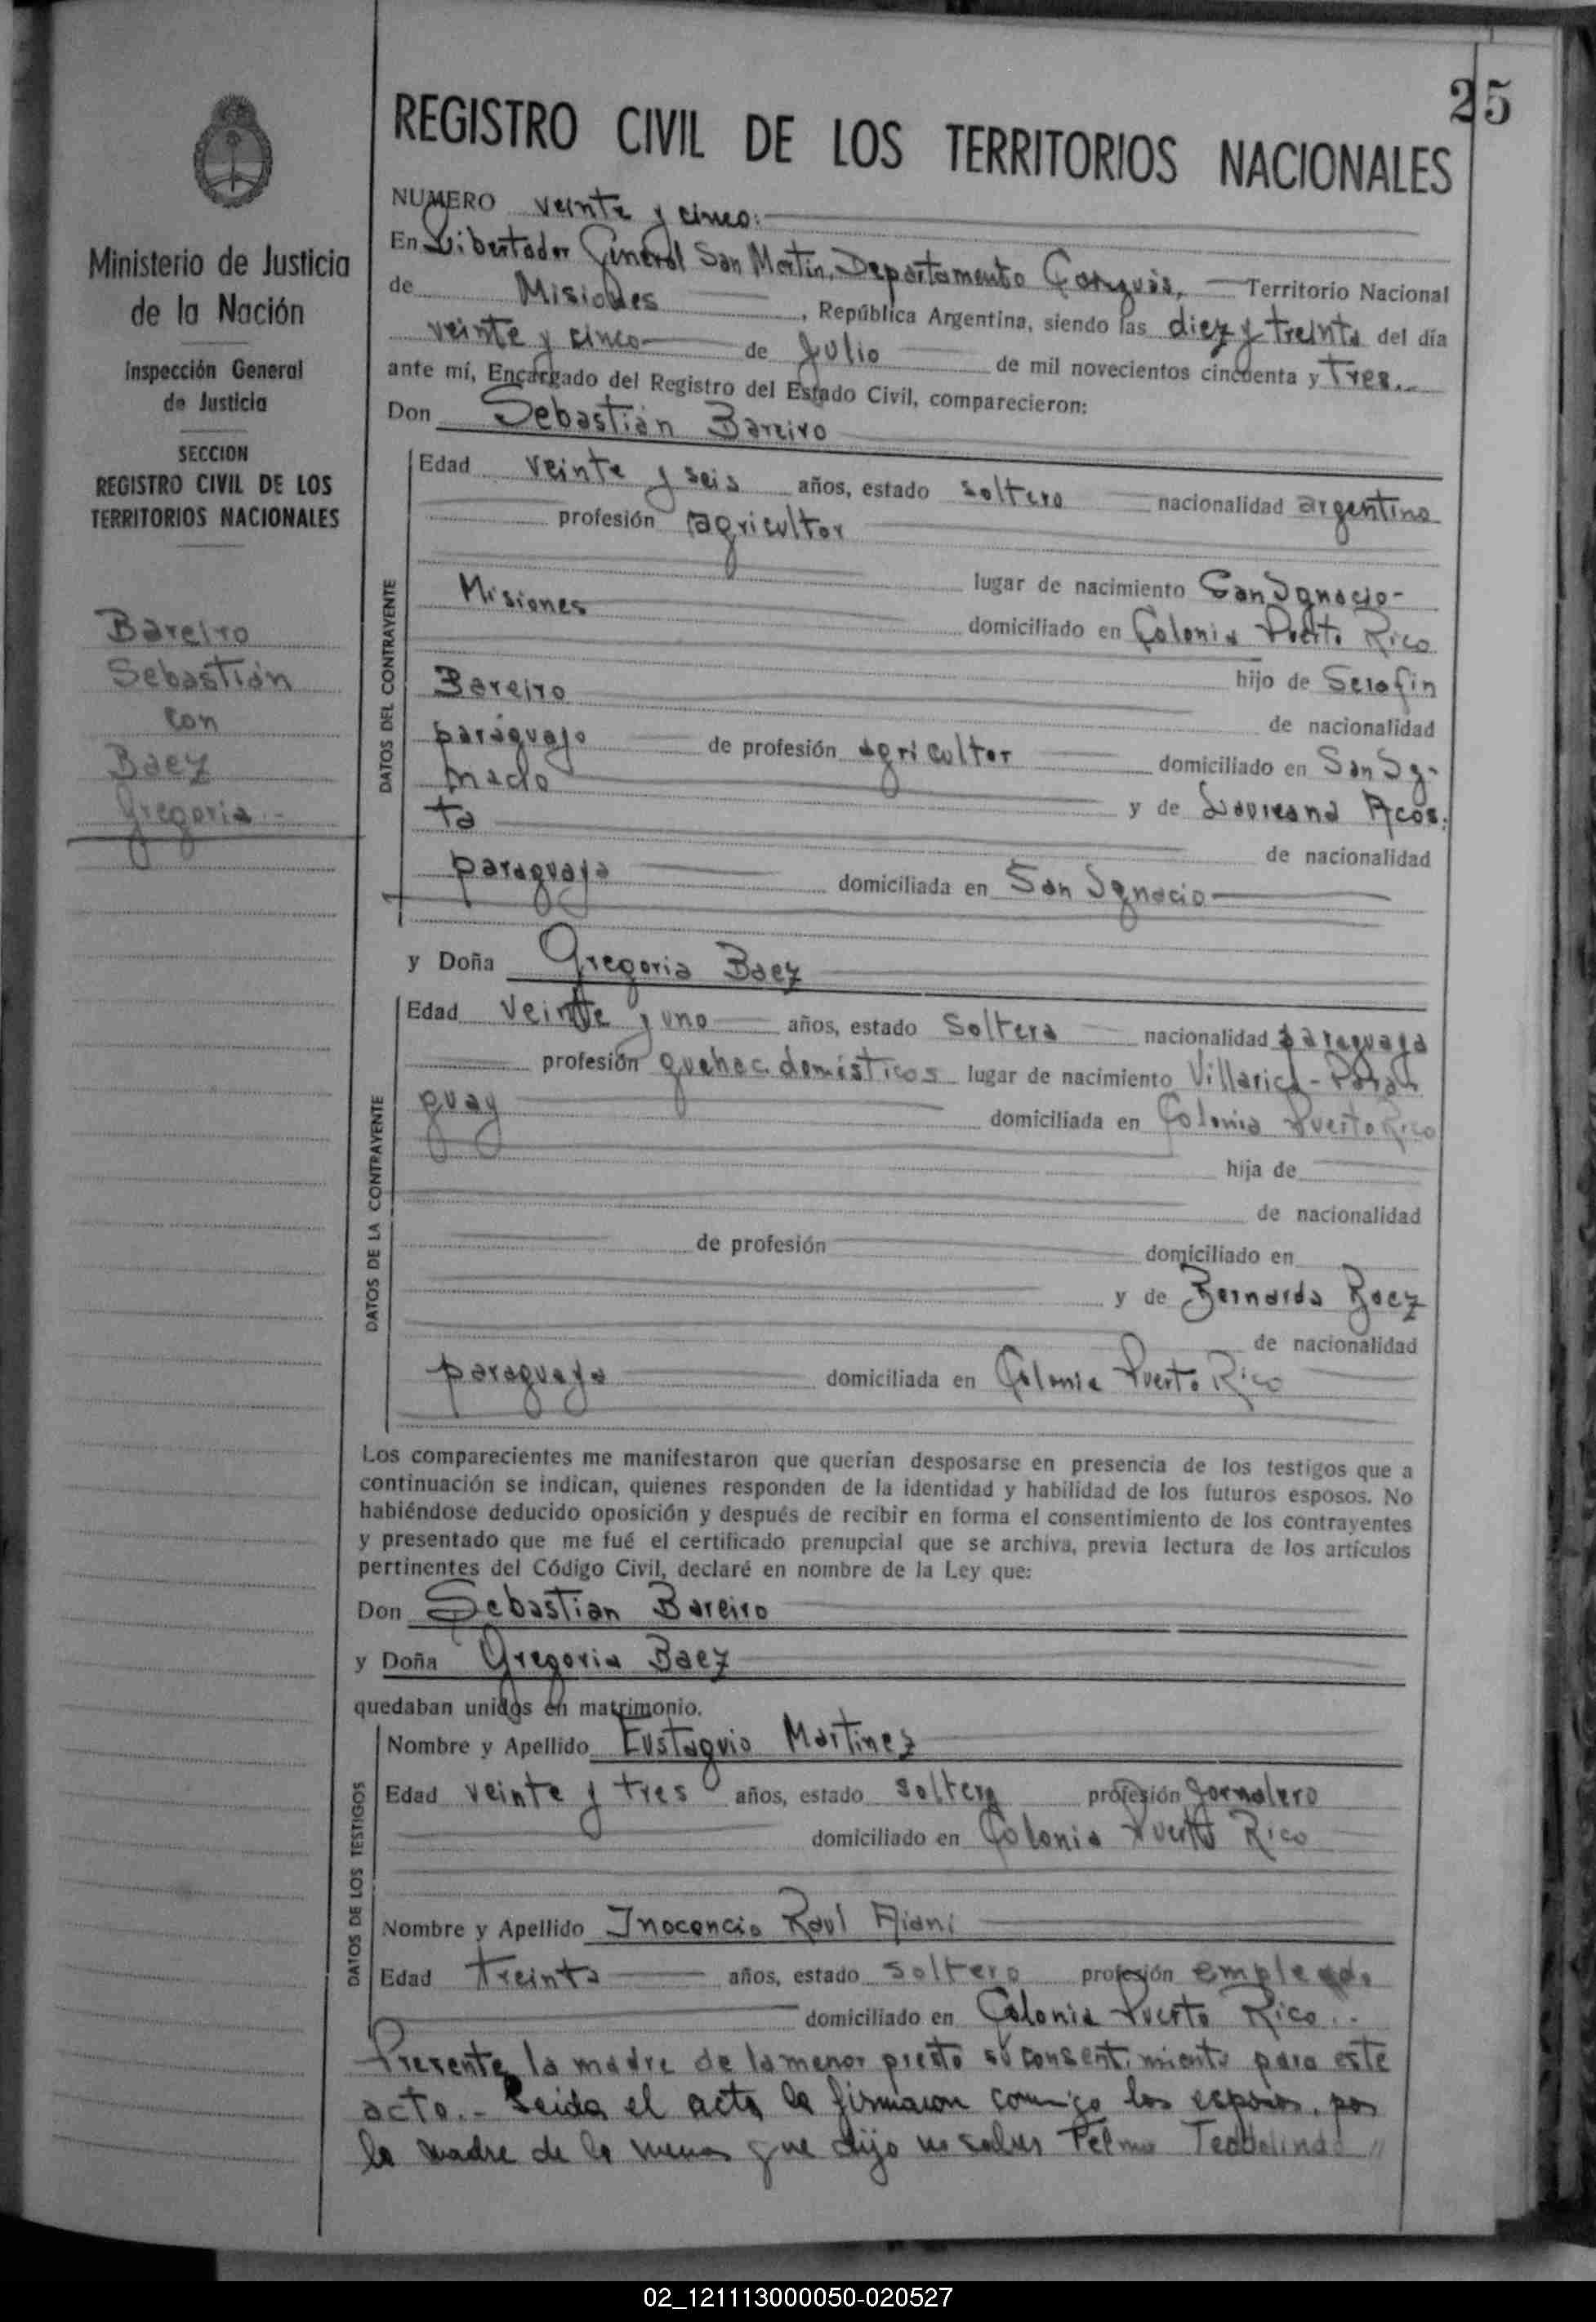 25
REGISTRO CIVIL DE LOS TERRITORIOS NACIONALES
Ministerio de Justicia
de la Nación
Inspección General
de Justicia
SECCION
REGISTRO CIVIL DE LOS
TERRITORIOS NACIONALES
Bareiro
Sebastián
con
Baez
Gregoria.-
NUMERO veinte y cinco:
En Libertador General San Martín, Departamento Cainguás, Territorio Nacional
de Misiones, República Argentina, siendo las diez y treinta del día
veinte y cinco de Julio de mil novecientos cincuenta y tres.-
ante mí, Encargado del Registro del Estado Civil, comparecieron:
Don Sebastián Bareiro
DATOS DEL CONTRAYENTE
Edad veinte y seis años, estado soltero nacionalidad argentino
profesión agricultor
lugar de nacimiento San Ignacio-
Misiones domiciliado en Colonia Puerto Rico
hijo de Serafín
Bareiro de nacionalidad
paraguayo de profesión agricultor domiciliado en San Ig-
nacio y de Laureana Acos-
ta de nacionalidad
paraguaya domiciliada en San Ignacio
y Doña Gregoria Baez
DATOS DE LA CONTRAYENTE
Edad veinte y uno años, estado soltera nacionalidad paraguaya
profesión quehac. domésticos lugar de nacimiento Villarica-Para-
guay domiciliada en Colonia Puerto Rico
hija de
de nacionalidad
de profesión domiciliado en
y de Bernarda Baez
de nacionalidad
paraguaya domiciliada en Colonia Puerto Rico
Los comparecientes me manifestaron que querían desposarse en presencia de los testigos que a
continuación se indican, quienes responden de la identidad y habilidad de los futuros esposos. No
habiéndose deducido oposición y después de recibir en forma el consentimiento de los contrayentes
y presentado que me fué el certificado prenupcial que se archiva, previa lectura de los artículos
pertinentes del Código Civil, declaré en nombre de la Ley que:
Don Sebastián Bareiro
y Doña Gregoria Baez
quedaban unidos en matrimonio.
DATOS DE LOS TESTIGOS
Nombre y Apellido Eustaquio Martinez
Edad veinte y tres años, estado soltero profesión jornalero
domiciliado en Colonia Puerto Rico
Nombre y Apellido Inocencio Raul
Edad treinta años, estado soltero profesión empleado
domiciliado en Colonia Puerto Rico.-
Presente la madre de la menor prestó su consentimiento para este
acto.- Leida el acta la firmaron conmigo los esposos, por
la madre de la menor que dijo no saber Telmo Teodolindo //
02_121113000050-020527